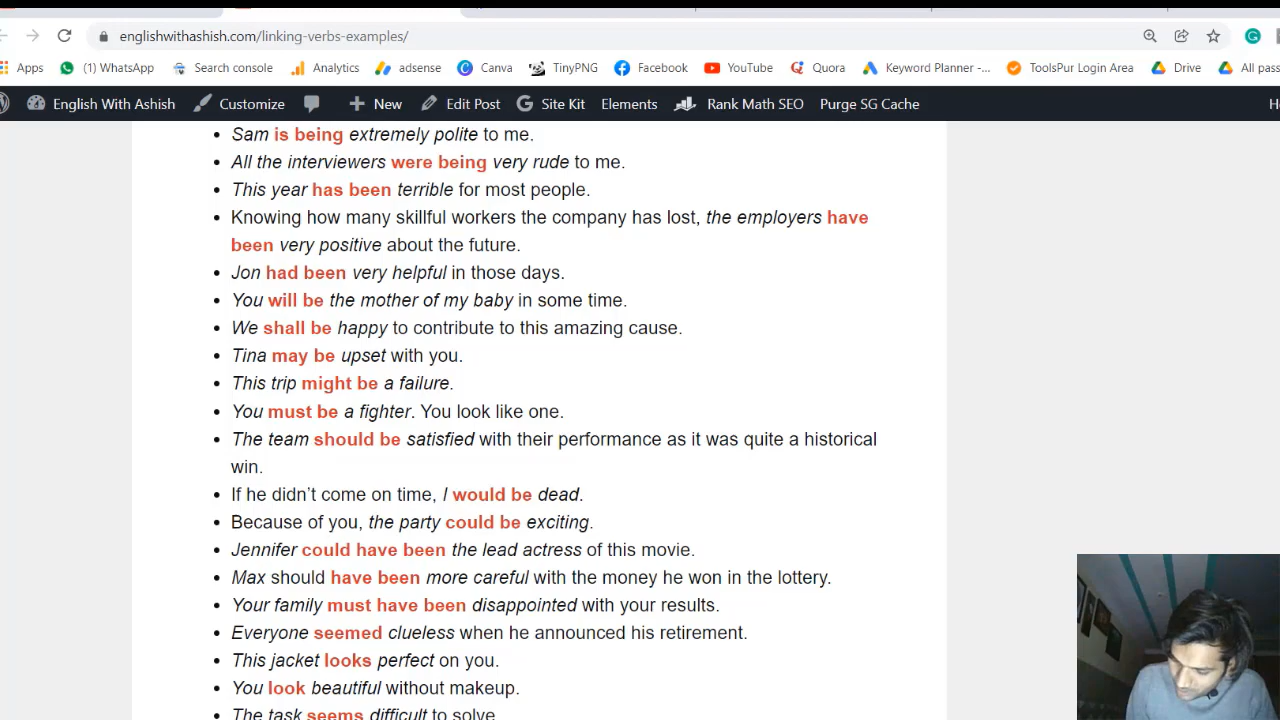 englishwithashish.com/linking-verbs-examples/
Apps (1) WhatsApp Search console Analytics adsense Canva TinyPNG Facebook YouTube Quora Keyword Planner -... ToolsPur Login Area Drive All pass
English With Ashish Customize New Edit Post Site Kit Elements Rank Math SEO Purge SG Cache
Sam is being extremely polite to me.
All the interviewers were being very rude to me.
This year has been terrible for most people.
Knowing how many skillful workers the company has lost, the employers have
been very positive about the future.
Jon had been very helpful in those days.
You will be the mother of my baby in some time.
We shall be happy to contribute to this amazing cause.
Tina may be upset with you.
This trip might be a failure.
You must be a fighter. You look like one.
The team should be satisfied with their performance as it was quite a historical
win.
If he didn’t come on time, I would be dead.
Because of you, the party could be exciting.
Jennifer could have been the lead actress of this movie.
Max should have been more careful with the money he won in the lottery.
Your family must have been disappointed with your results.
Everyone seemed clueless when he announced his retirement.
This jacket looks perfect on you.
You look beautiful without makeup.
The task seems difficult to solve